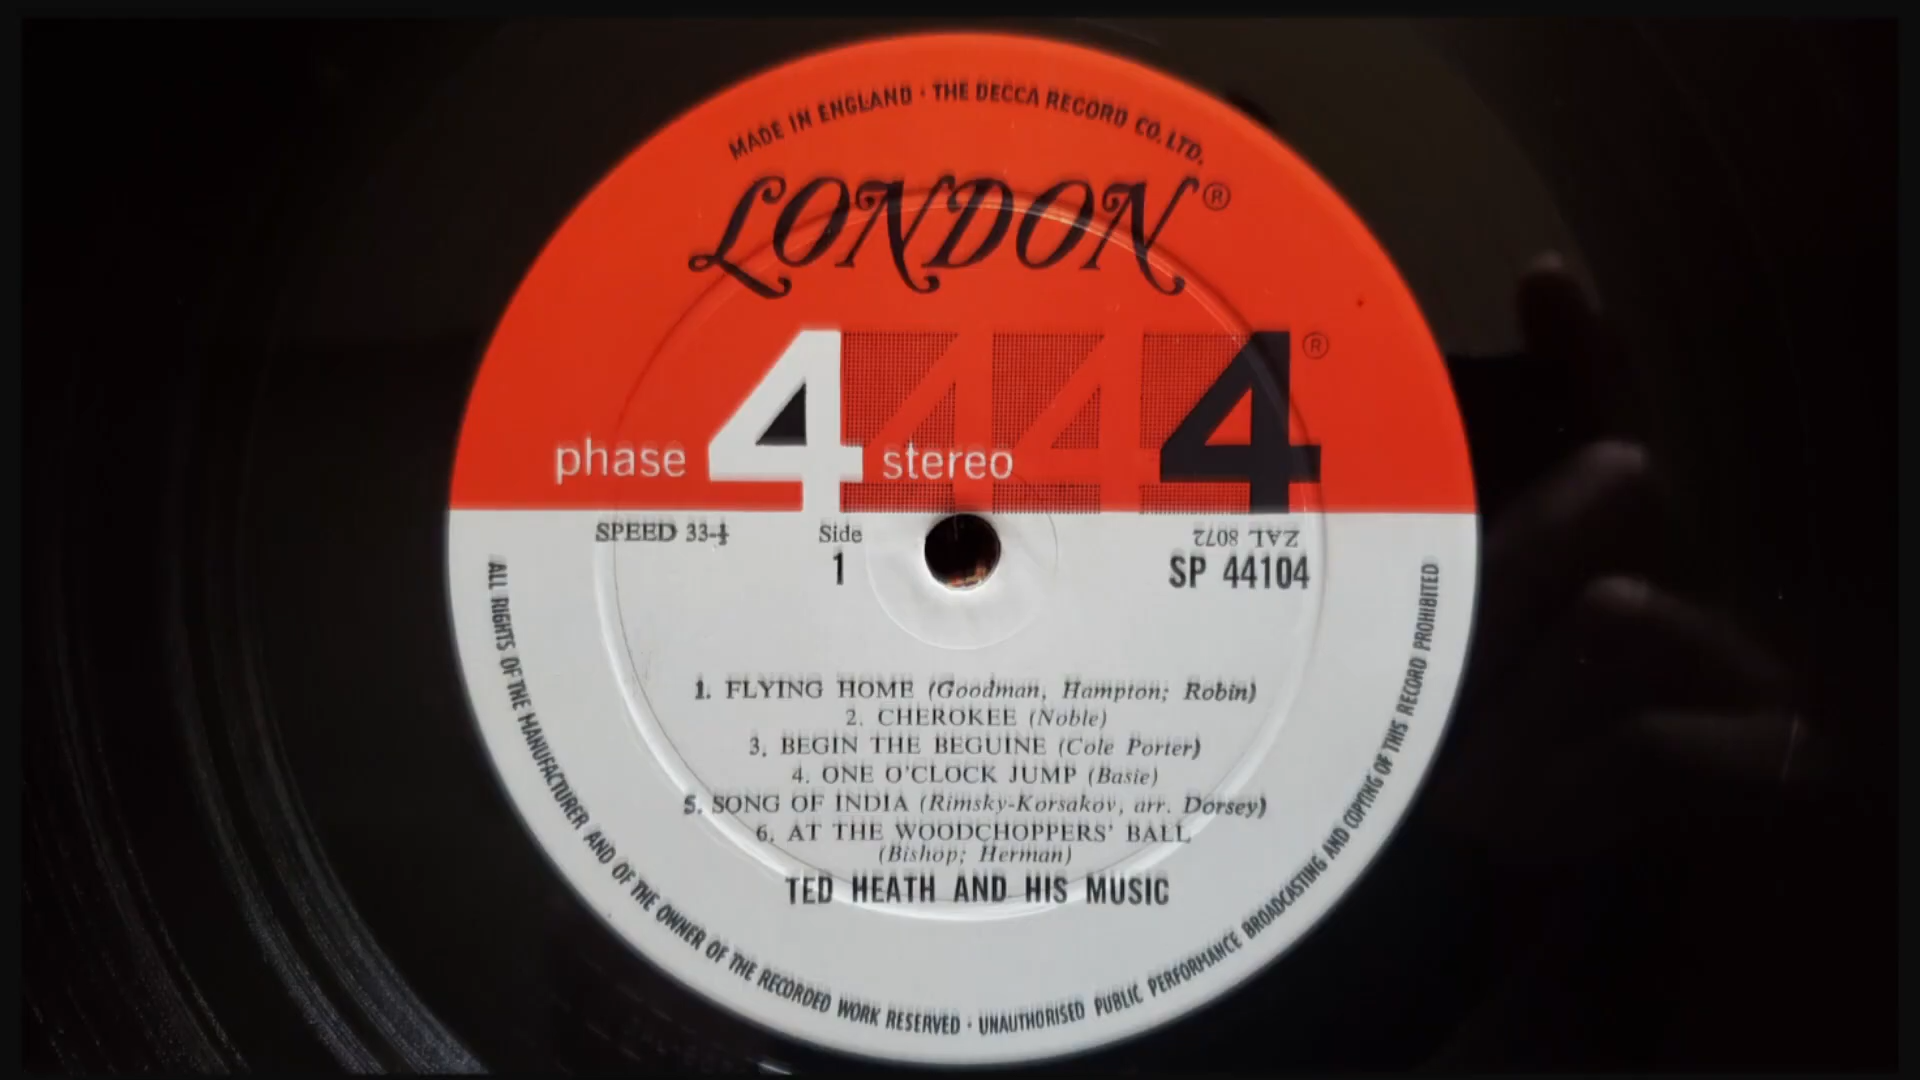 MADE IN ENGLAND · THE DECCA RECORD CO. LTD.
LONDON®
phase 4 stereo 4 4 4®
SPEED 33-⅓
Side
1
ZAL 8072
SP 44104
1. FLYING HOME (Goodman, Hampton; Robin)
2. CHEROKEE (Noble)
3. BEGIN THE BEGUINE (Cole Porter)
4. ONE O'CLOCK JUMP (Basie)
5. SONG OF INDIA (Rimsky-Korsakov, arr. Dorsey)
6. AT THE WOODCHOPPERS' BALL
(Bishop; Herman)
TED HEATH AND HIS MUSIC
ALL RIGHTS OF THE MANUFACTURER AND OF THE OWNER OF THE RECORDED WORK RESERVED · UNAUTHORISED PUBLIC PERFORMANCE BROADCASTING AND COPYING OF THIS RECORD PROHIBITED